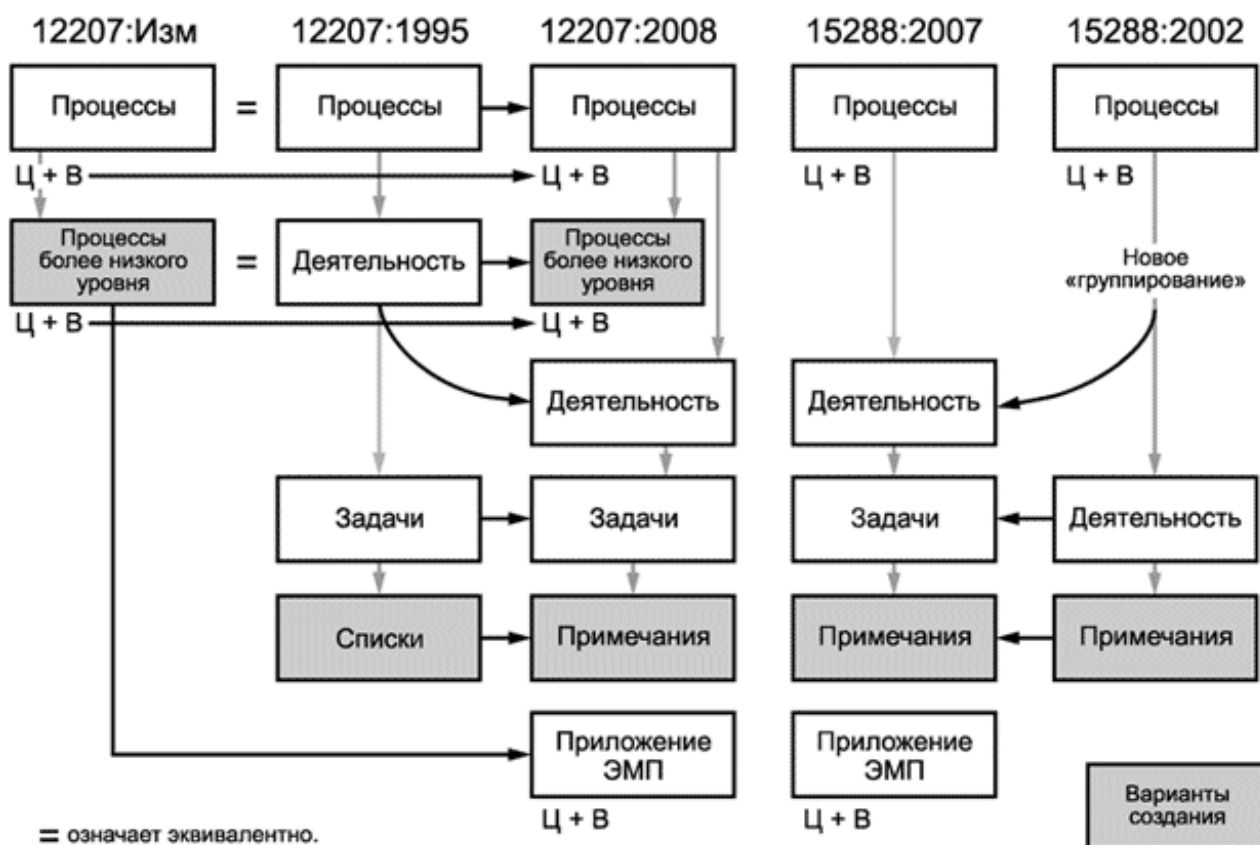 12207:Изм 12207:1995 12207:2008 15288:2007 15288:2002
Процессы = Процессы Процессы Процессы Процессы
Ц + В Ц + В Ц + В Ц + В
Процессы
более низкого
уровня
=
Деятельность
Процессы
более низкого
уровня
Новое
«группирование»
Ц + В Ц + В
Деятельность Деятельность
Задачи Задачи Задачи Деятельность
Списки Примечания Примечания Примечания
Приложение
ЭМП
Приложение
ЭМП
Ц + В Ц + В
Варианты
создания
= означает эквивалентно.